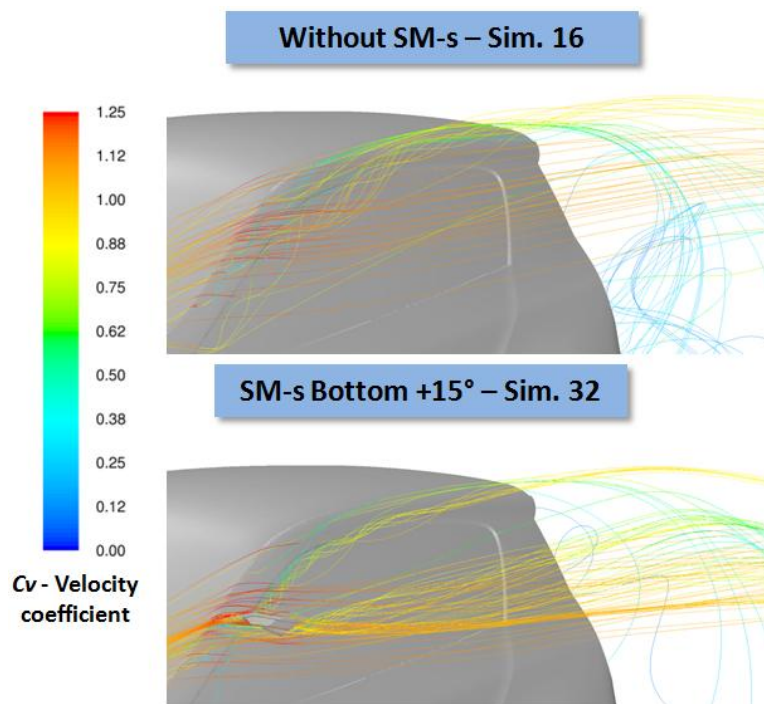 Without SM-s – Sim. 16
1.25
1.12
1.00
0.88
0.75
0.62
0.50
0.38
0.25
0.12
0.00
Cv - Velocity
coefficient
SM-s Bottom +15° – Sim. 32